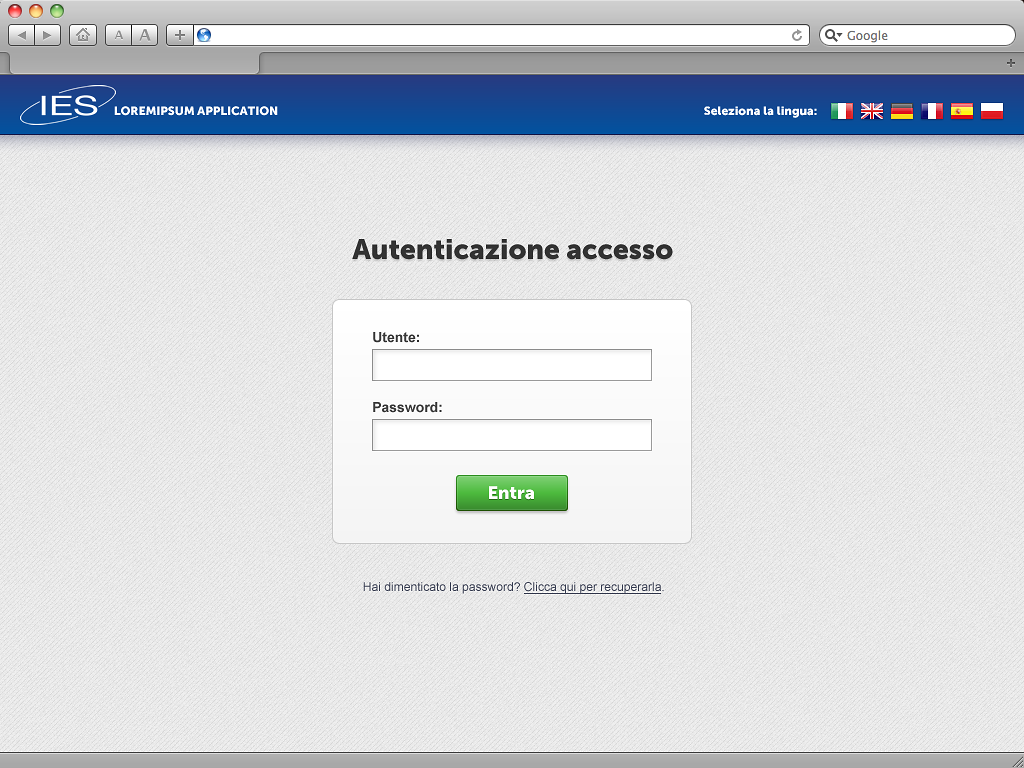 A A
Google
IES LOREMIPSUM APPLICATION
Seleziona la lingua:
Autenticazione accesso
Utente:
Password:
Entra
Hai dimenticato la password? Clicca qui per recuperarla.